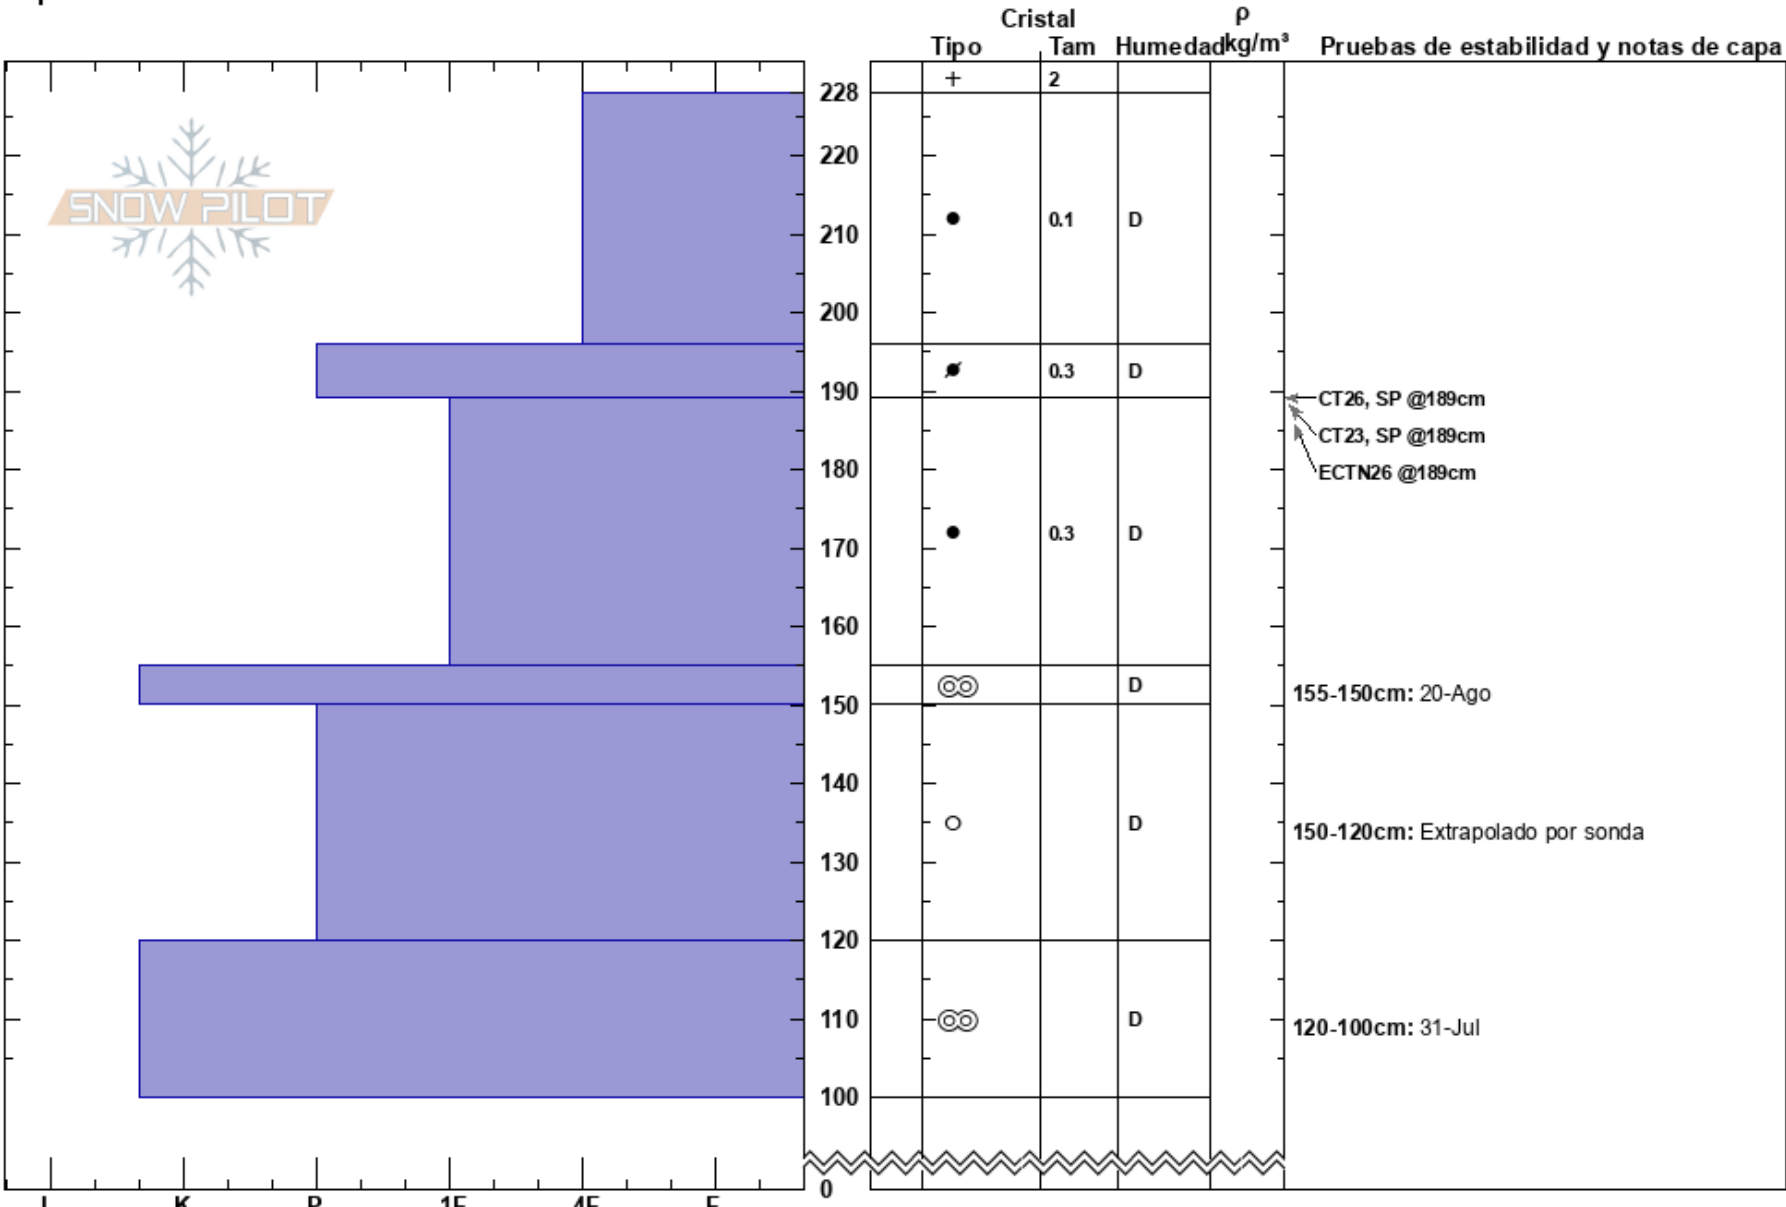 Cristal ρ
Tipo Tam Humedad kg/m³ Pruebas de estabilidad y notas de capa
+ 2
228
220
SNOW PILOT
210 0.1 D
200
0.3 D
190
CT26, SP @189cm
CT23, SP @189cm
180 ECTN26 @189cm
170 0.3 D
160
D 155-150cm: 20-Ago
150
140
D 150-120cm: Extrapolado por sonda
130
120
110 D 120-100cm: 31-Jul
100
0
I K P 1F 4F F